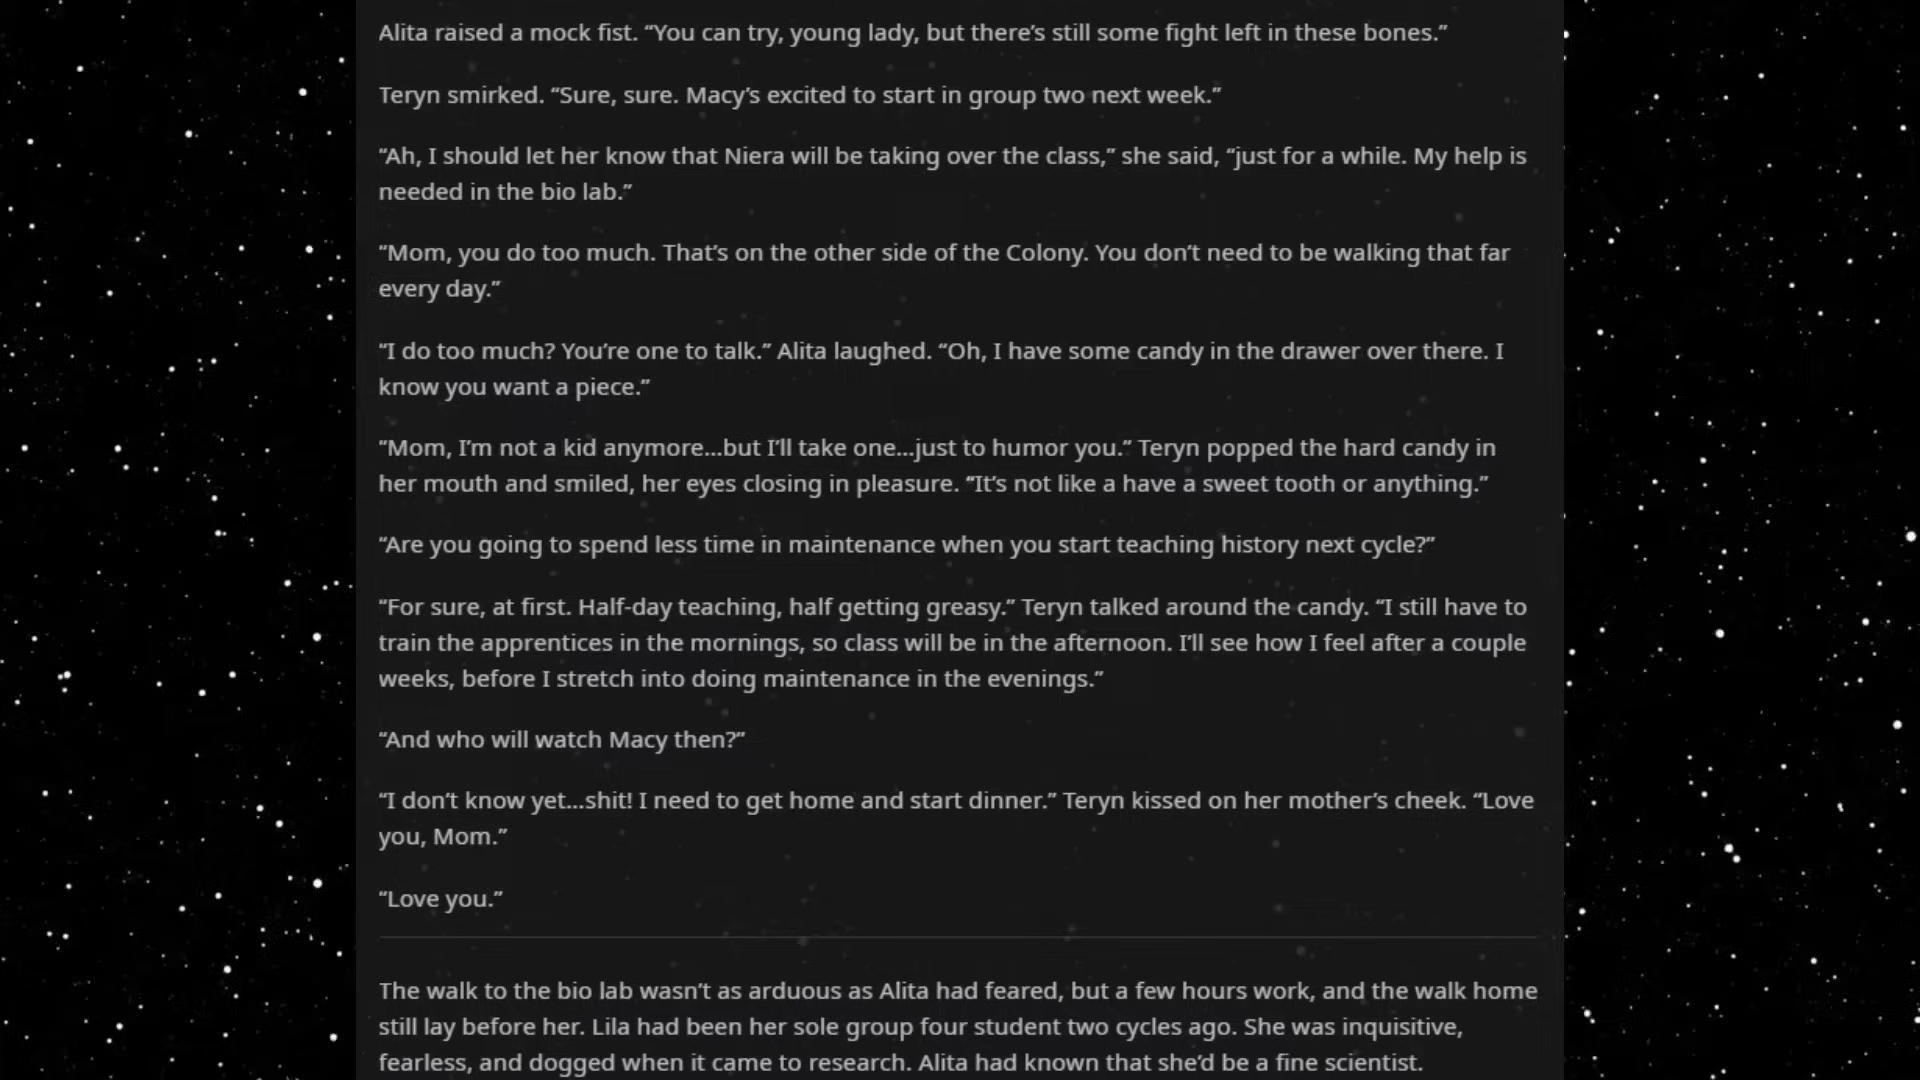 Alita raised a mock fist. “You can try, young lady, but there’s still some fight left in these bones.”
Teryn smirked. “Sure, sure. Macy’s excited to start in group two next week.”
“Ah, I should let her know that Niera will be taking over the class,” she said, “just for a while. My help is
needed in the bio lab.”
“Mom, you do too much. That’s on the other side of the Colony. You don’t need to be walking that far
every day.”
“I do too much? You’re one to talk.” Alita laughed. “Oh, I have some candy in the drawer over there. I
know you want a piece.”
“Mom, I’m not a kid anymore...but I’ll take one...just to humor you.” Teryn popped the hard candy in
her mouth and smiled, her eyes closing in pleasure. “It’s not like a have a sweet tooth or anything.”
“Are you going to spend less time in maintenance when you start teaching history next cycle?”
“For sure, at first. Half-day teaching, half getting greasy.” Teryn talked around the candy. “I still have to
train the apprentices in the mornings, so class will be in the afternoon. I’ll see how I feel after a couple
weeks, before I stretch into doing maintenance in the evenings.”
“And who will watch Macy then?”
“I don’t know yet...shit! I need to get home and start dinner.” Teryn kissed on her mother’s cheek. “Love
you, Mom.”
“Love you.”
The walk to the bio lab wasn’t as arduous as Alita had feared, but a few hours work, and the walk home
still lay before her. Lila had been her sole group four student two cycles ago. She was inquisitive,
fearless, and dogged when it came to research. Alita had known that she’d be a fine scientist.